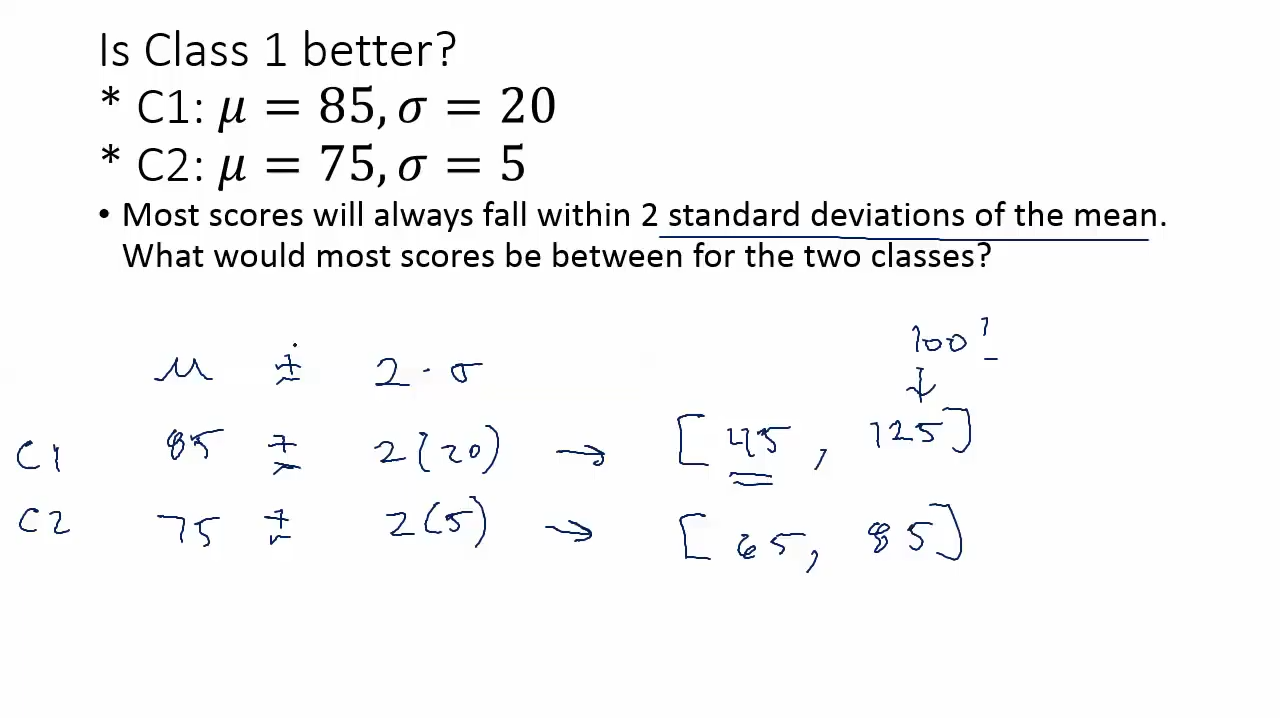 Is Class 1 better?
* C1: μ = 85, σ = 20
* C2: μ = 75, σ = 5
• Most scores will always fall within 2 standard deviations of the mean.
What would most scores be between for the two classes?
100?
↓
μ ± 2 · σ
C1 85 ± 2(20) → [45, 125]
C2 75 ± 2(5) → [65, 85]